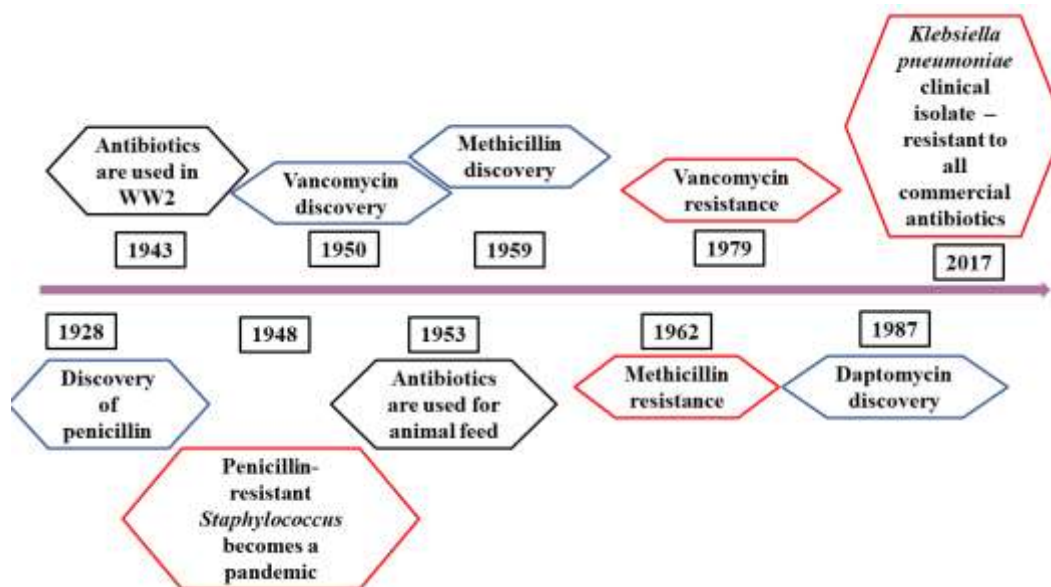 Klebsiella
pneumoniae
clinical
isolate –
resistant to
all
commercial
antibiotics
2017
Antibiotics
are used in
WW2
1943
Vancomycin
discovery
1950
Methicillin
discovery
1959
Vancomycin
resistance
1979
1928
Discovery
of
penicillin
1948
Penicillin-
resistant
Staphylococcus
becomes a
pandemic
1953
Antibiotics
are used for
animal feed
1962
Methicillin
resistance
1987
Daptomycin
discovery